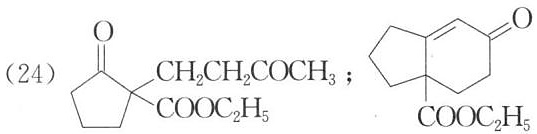 O O
(24) CH₂CH₂COCH₃ ;
COOC₂H₅ COOC₂H₅